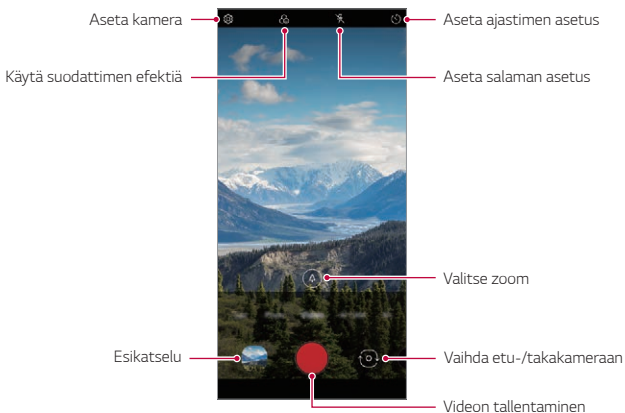 Aseta kamera
Aseta ajastimen asetus
Käytä suodattimen efektiä
Aseta salaman asetus
Valitse zoom
Esikatselu
Vaihda etu-/takakameraan
Videon tallentaminen